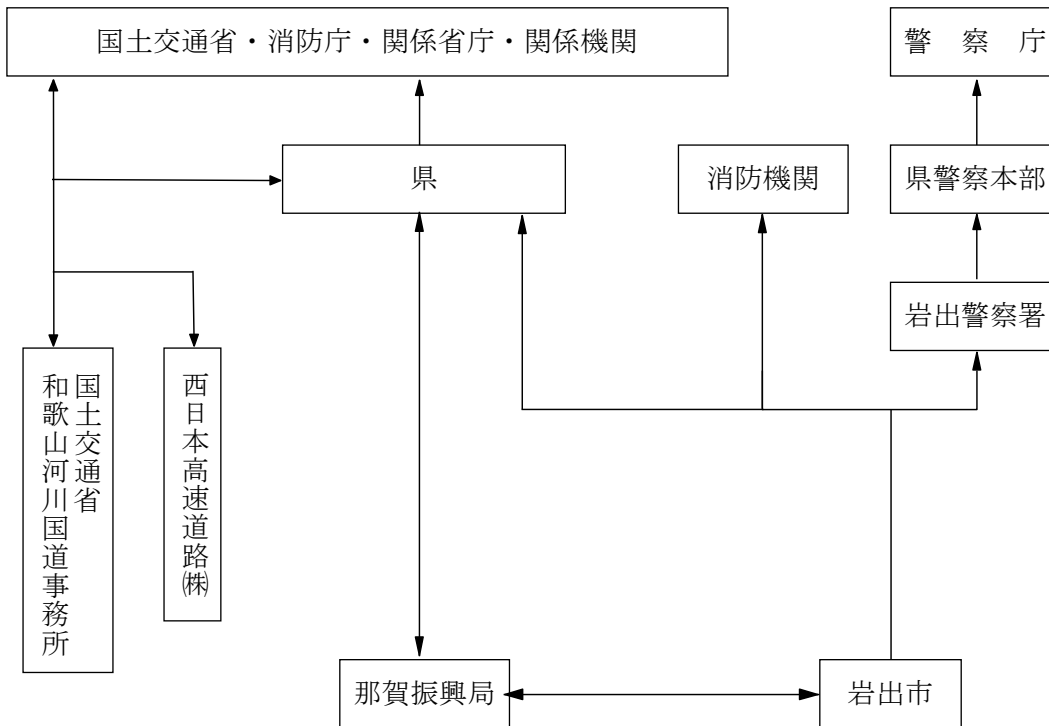 国土交通省・消防庁・関係省庁・関係機関
警察庁
県
消防機関
県警察本部
岩出警察署
国土交通省
和歌山河川国道事務所
西日本高速道路㈱
那賀振興局
岩出市